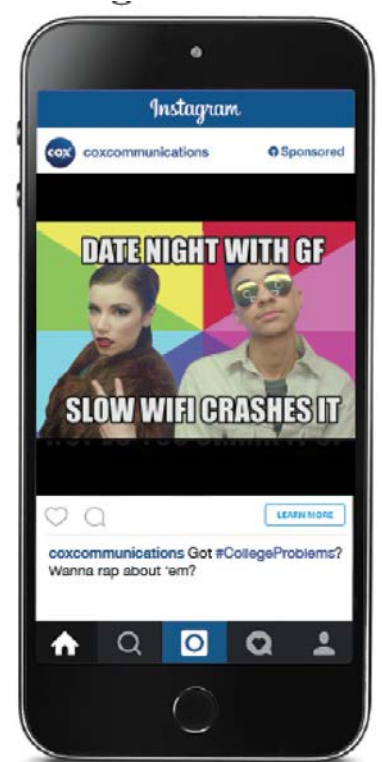 Instagram
cox coxcommunications Sponsored
DATE NIGHT WITH GF
SLOW WIFI CRASHES IT
LEARN MORE
coxcommunications Got #CollegeProblems?
Wanna rap about 'em?